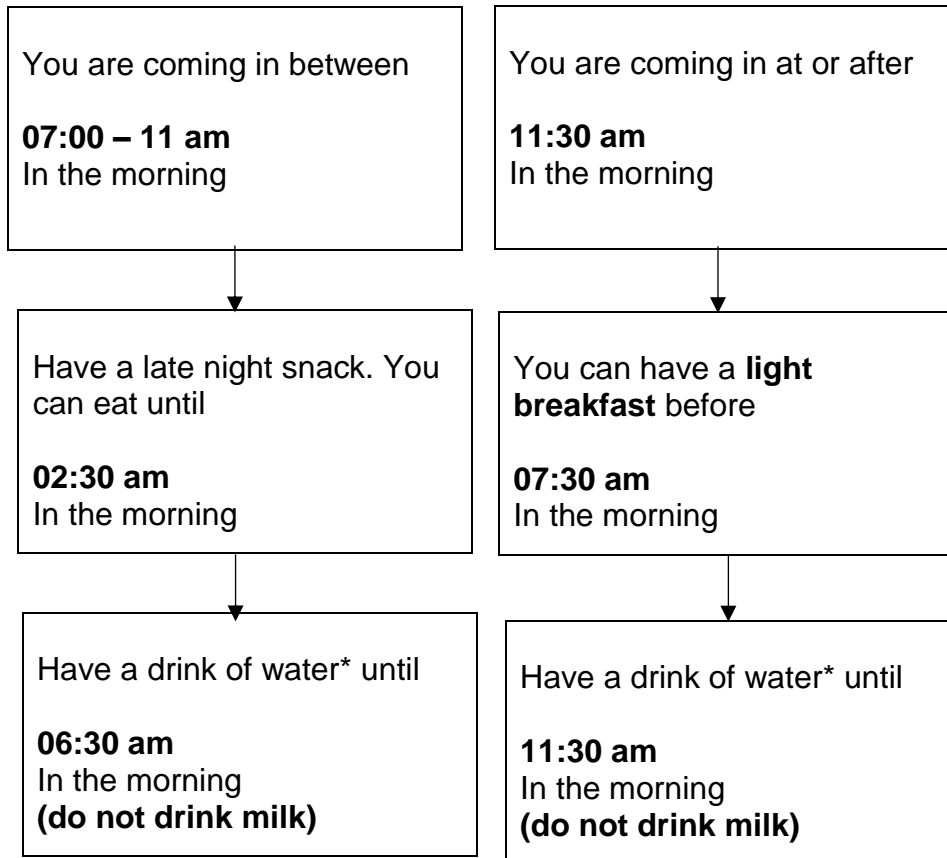 You are coming in between
07:00 – 11 am
In the morning
Have a late night snack. You
can eat until
02:30 am
In the morning
Have a drink of water* until
06:30 am
In the morning
(do not drink milk)
You are coming in at or after
11:30 am
In the morning
You can have a light
breakfast before
07:30 am
In the morning
Have a drink of water* until
11:30 am
In the morning
(do not drink milk)